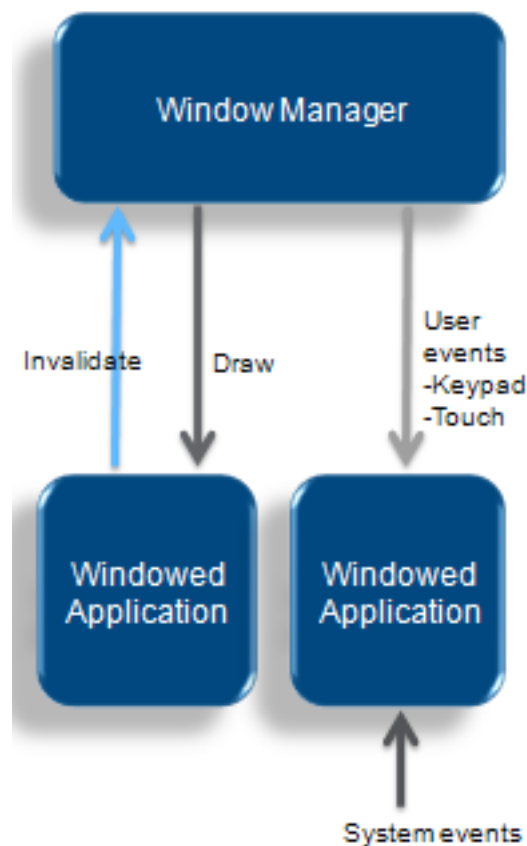 Window Manager
Invalidate
Draw
User
events
-Keypad
-Touch
Windowed
Application
Windowed
Application
System events